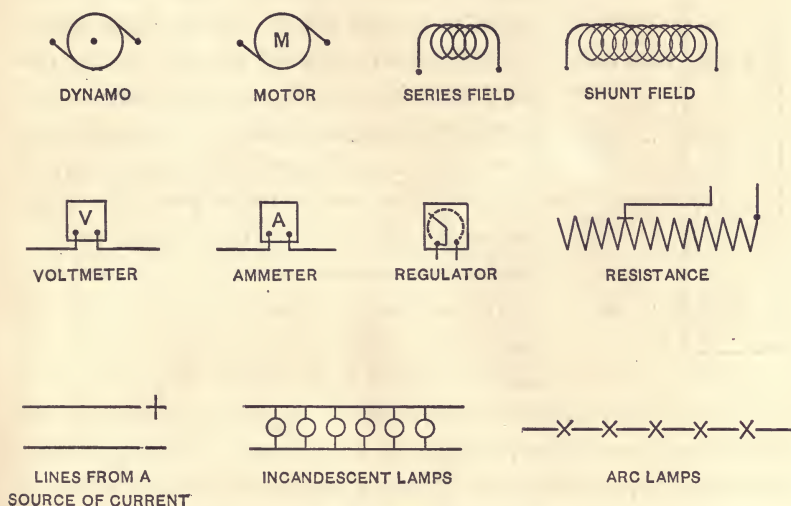 M
DYNAMO
MOTOR
SERIES FIELD
SHUNT FIELD
V
A
VOLTMETER
AMMETER
REGULATOR
RESISTANCE
+
−
LINES FROM A
SOURCE OF CURRENT
INCANDESCENT LAMPS
ARC LAMPS